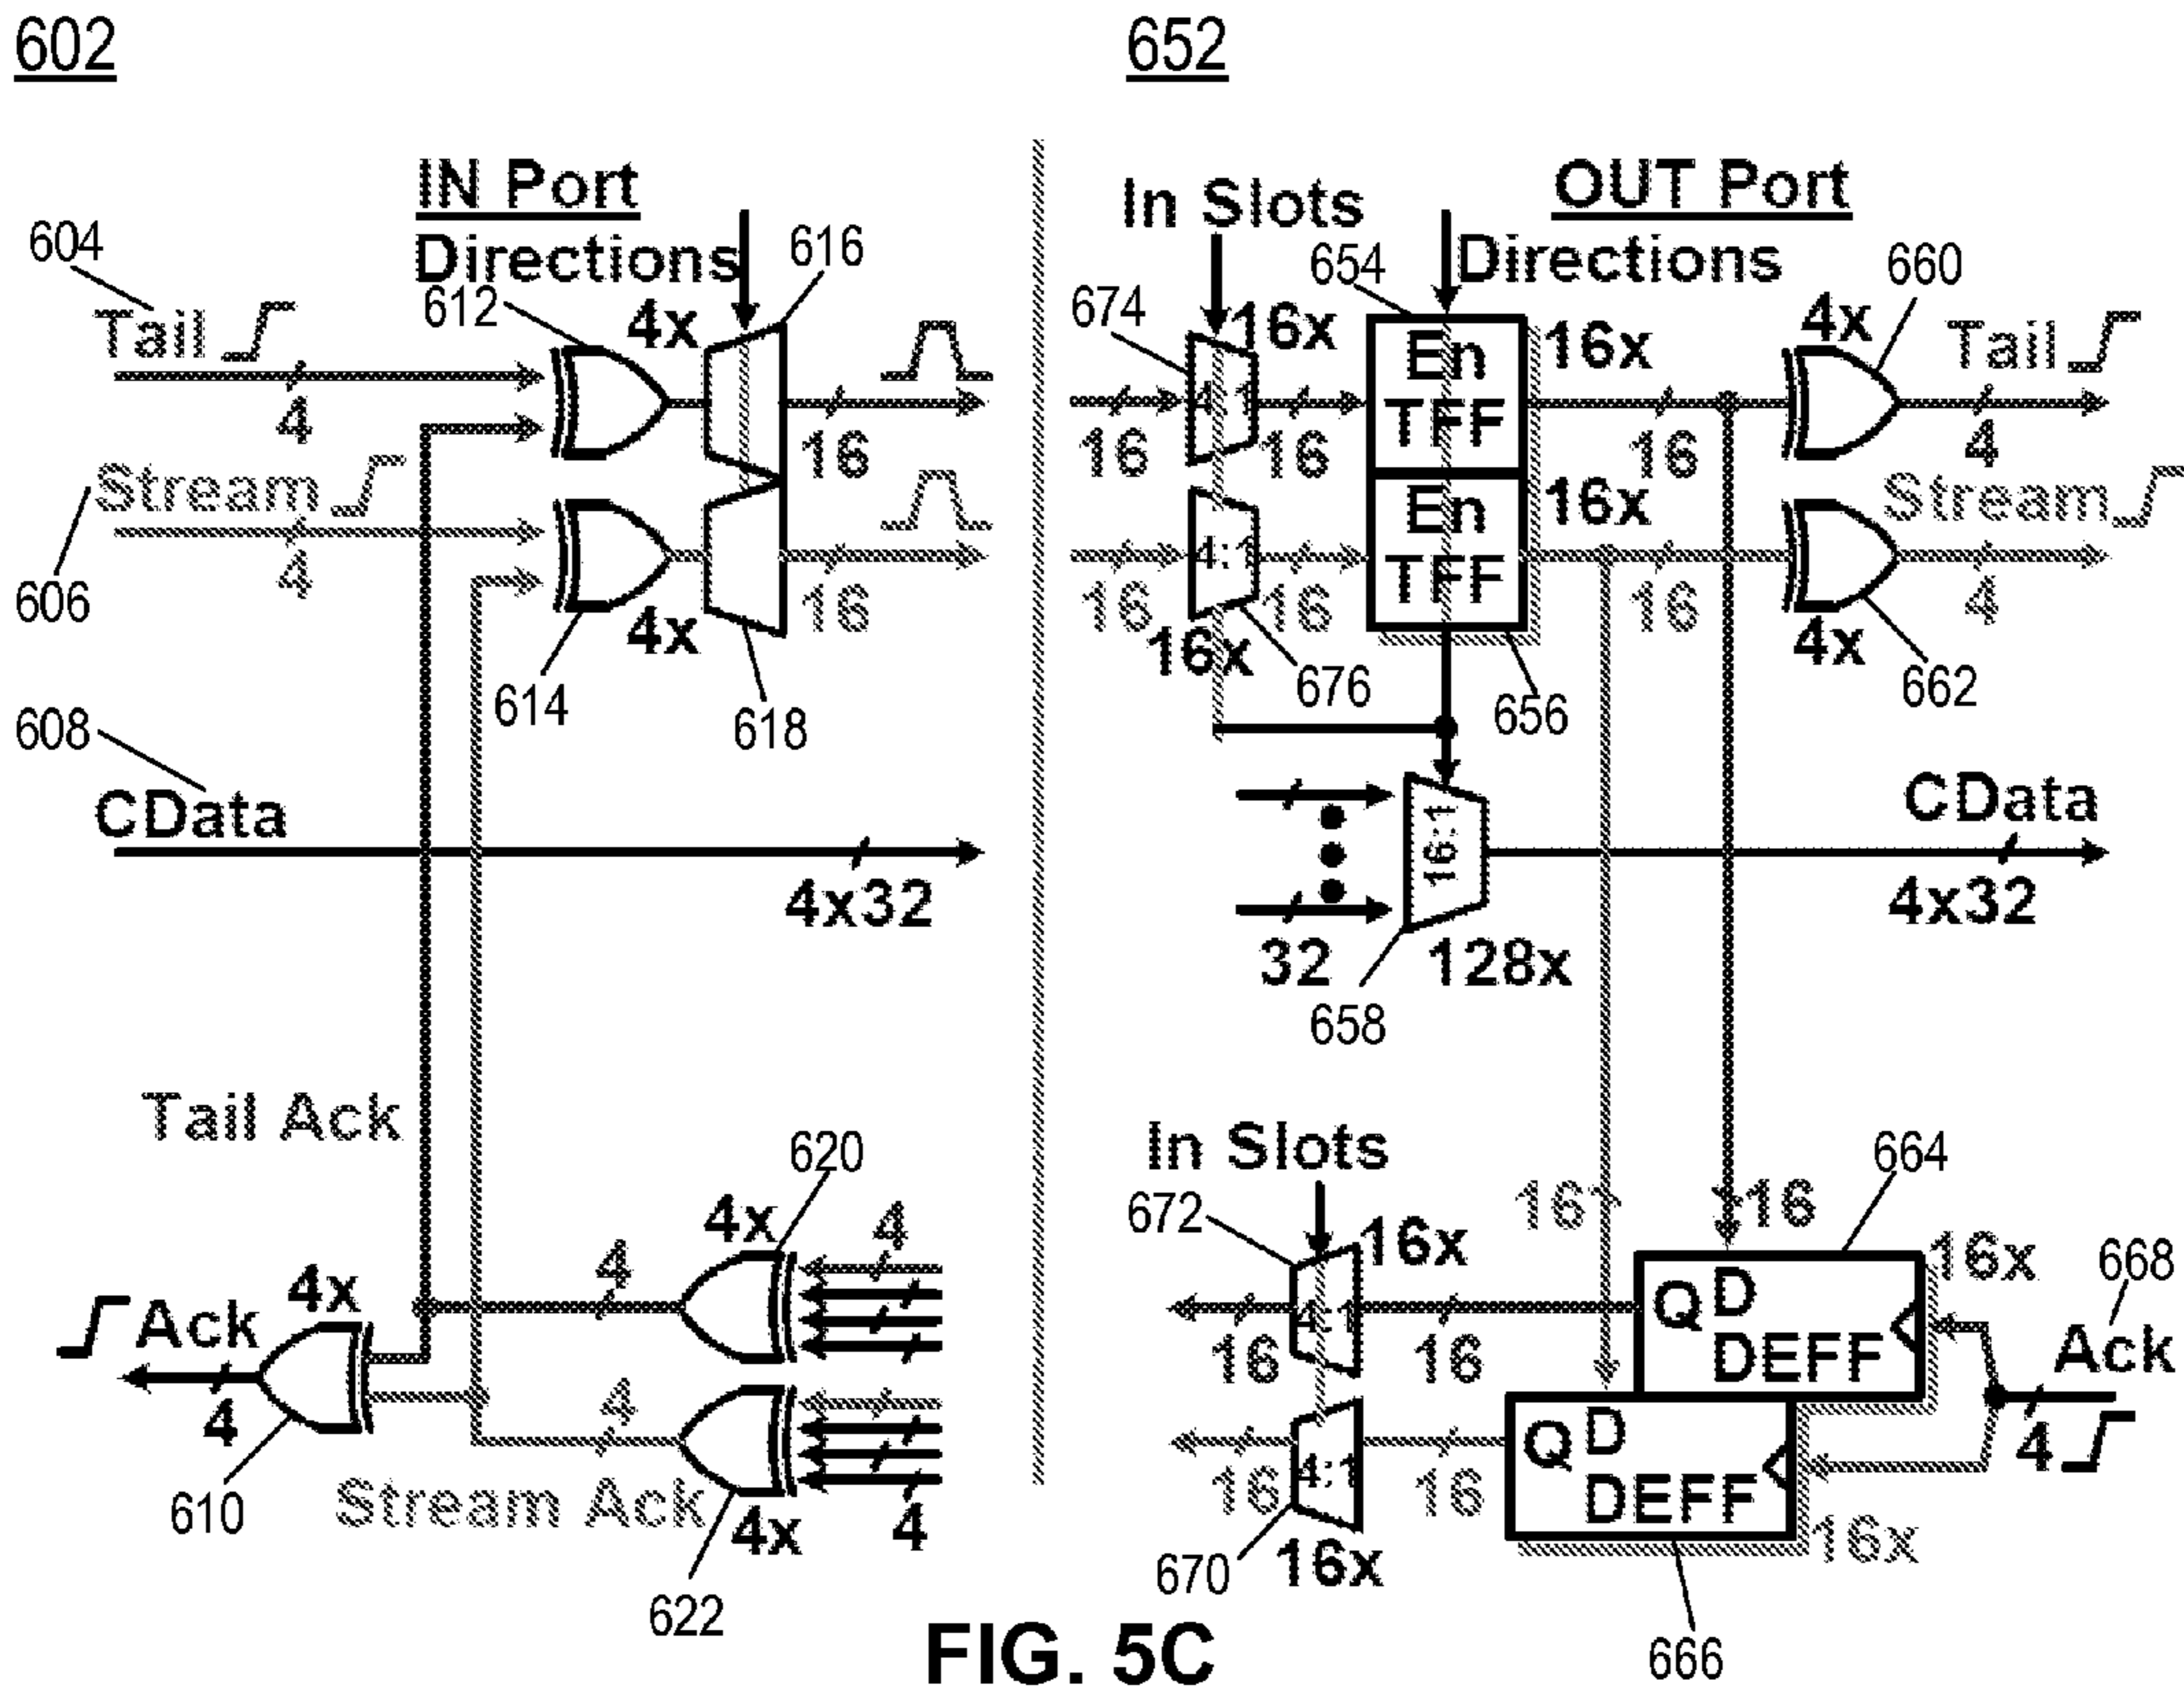 602
652
IN Port
Directions
604
Tail
4
612
4x
616
16
606
Stream
4
614
4x
618
16
608
CData
4x32
Tail Ack
620
4x
4
4
Ack
4x
4
610
4
Stream Ack
622
4x
4
In Slots
OUT Port
654
Directions
660
674
16x
4:1
16
16
En
TFF
16x
16
4x
Tail
4
16
4:1
16
16x
676
En
TFF
16x
16
656
4x
662
Stream
4
32
16:1
128x
658
CData
4x32
In Slots
672
16x
4:1
16
16
16
16
664
Q D
DEFF
16x
668
Ack
4
16
4:1
16
670
16x
Q D
DEFF
16x
666
FIG. 5C